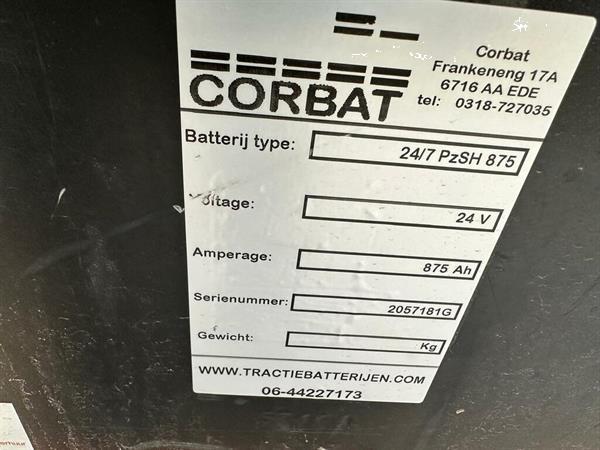 CORBAT
Corbat
Frankeneng 17A
6716 AA EDE
tel: 0318-727035
Batterij type: 24/7 PzSH 875
oltage: 24 V
Amperage: 875 Ah
Serienummer: 2057181G
Gewicht: Kg
WWW.TRACTIEBATTERIJEN.COM
06-44227173